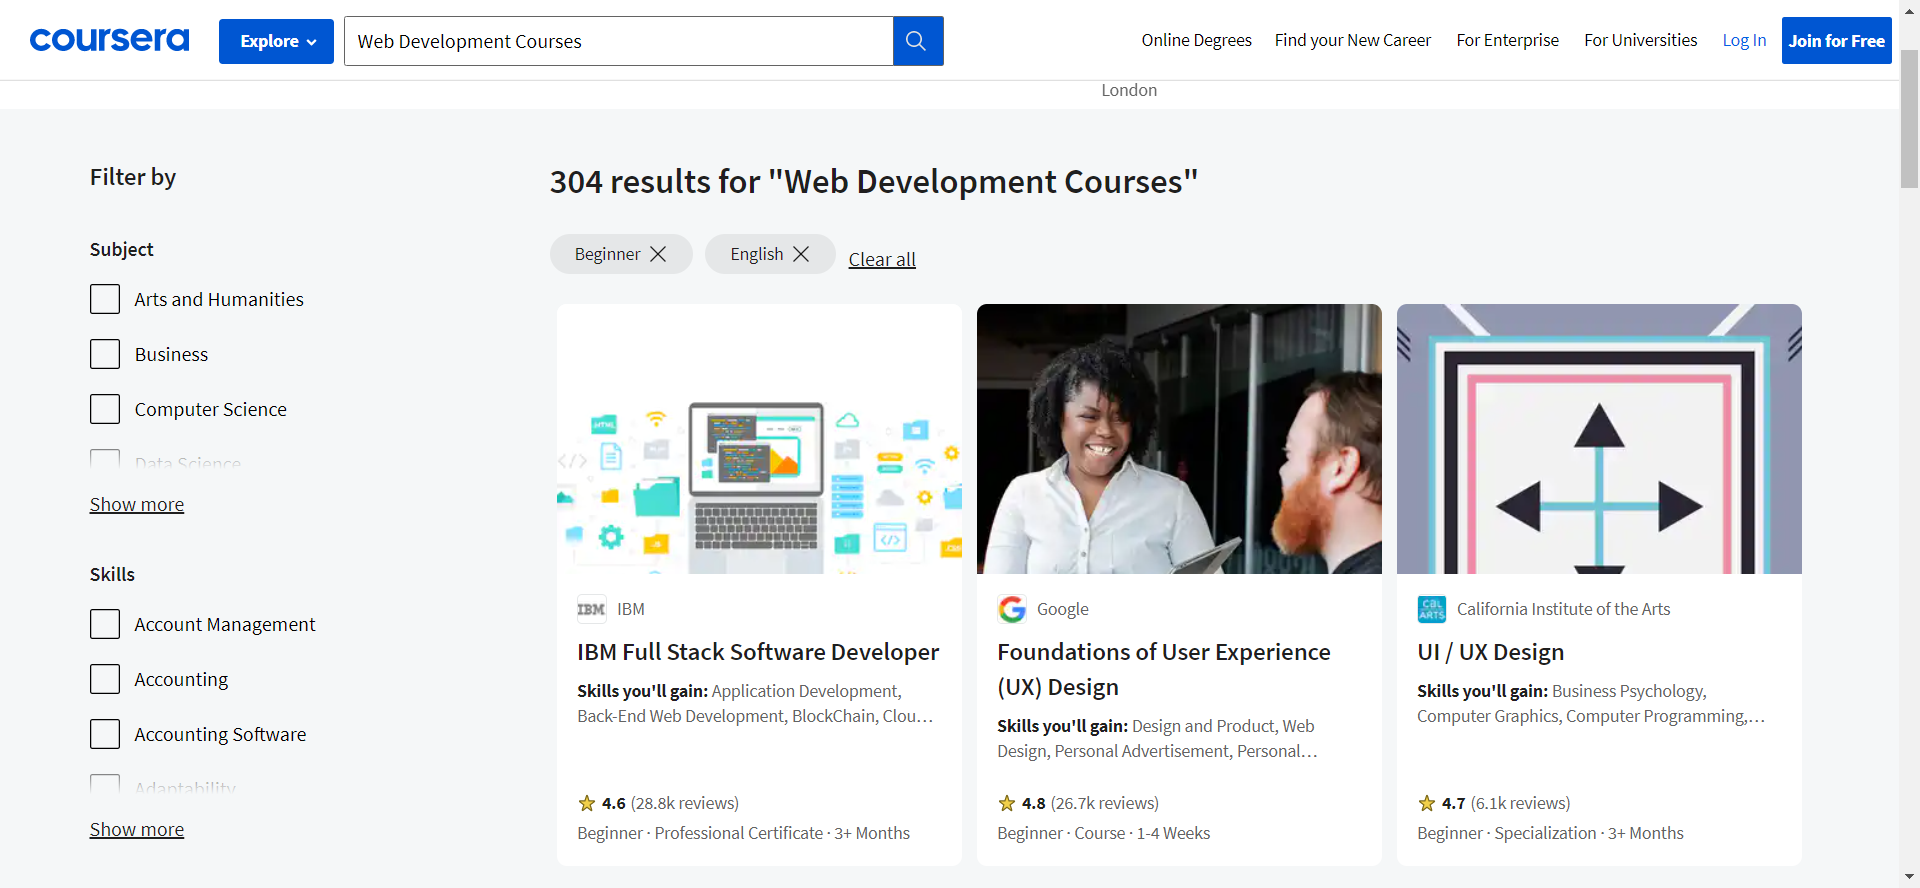 coursera
Explore
Web Development Courses
Online Degrees
Find your New Career
For Enterprise
For Universities
Log In
Join for Free
London
Filter by
Subject
Arts and Humanities
Business
Computer Science
Data Science
Show more
Skills
Account Management
Accounting
Accounting Software
Adaptability
Show more
304 results for "Web Development Courses"
Beginner
English
Clear all
HTML
</>
</>
IBM
IBM
IBM Full Stack Software Developer
Skills you'll gain: Application Development,
Back-End Web Development, BlockChain, Clou…
4.6 (28.8k reviews)
Beginner · Professional Certificate · 3+ Months
Google
Foundations of User Experience
(UX) Design
Skills you'll gain: Design and Product, Web
Design, Personal Advertisement, Personal…
4.8 (26.7k reviews)
Beginner · Course · 1-4 Weeks
CAL
ARTS
California Institute of the Arts
UI / UX Design
Skills you'll gain: Business Psychology,
Computer Graphics, Computer Programming,…
4.7 (6.1k reviews)
Beginner · Specialization · 3+ Months